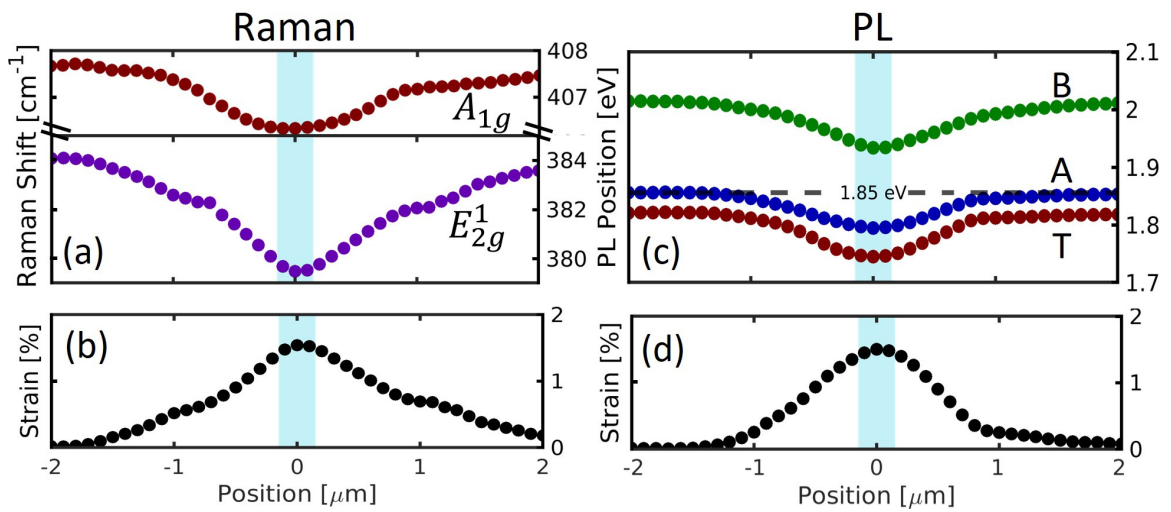 Raman
PL
Raman Shift [cm⁻¹]
408
407
384
382
380
A₁g
E¹₂g
(a)
PL Position [eV]
2.1
2
1.9
1.8
1.7
B
A
1.85 eV
T
(c)
Strain [%]
(b)
2
1
0
-2
-1
0
1
2
Position [μm]
Strain [%]
(d)
2
1
0
-2
-1
0
1
2
Position [μm]